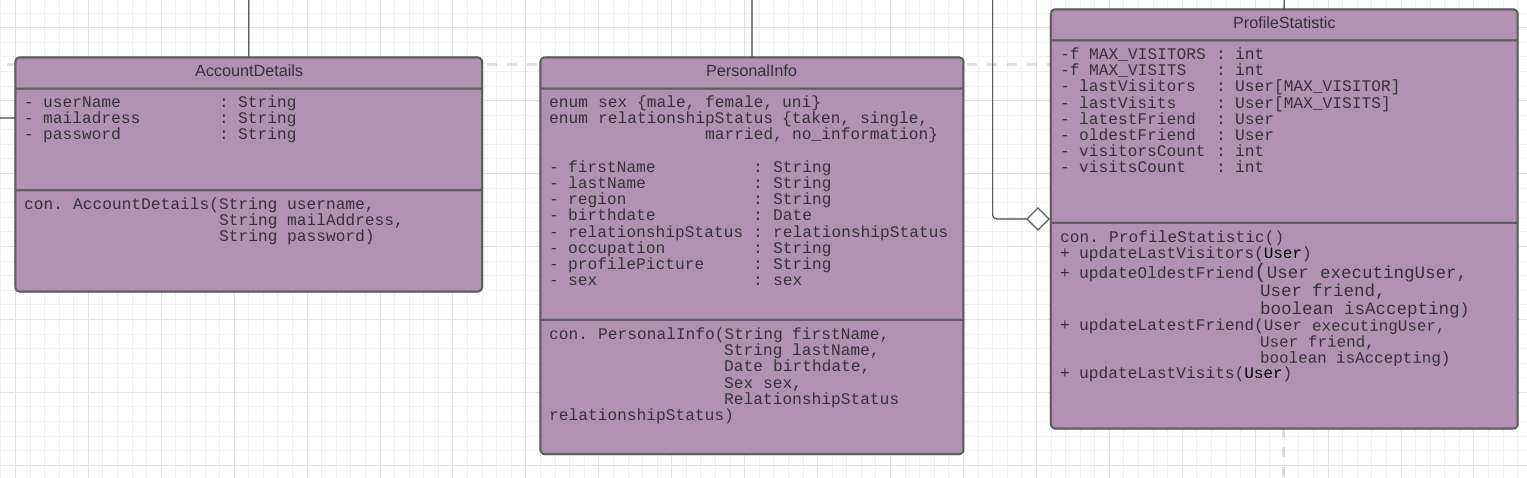 AccountDetails
- userName : String
- mailadress : String
- password : String
con. AccountDetails(String username,
String mailAddress,
String password)
PersonalInfo
enum sex {male, female, uni}
enum relationshipStatus {taken, single,
married, no_information}
- firstName : String
- lastName : String
- region : String
- birthdate : Date
- relationshipStatus : relationshipStatus
- occupation : String
- profilePicture : String
- sex : sex
con. PersonalInfo(String firstName,
String lastName,
Date birthdate,
Sex sex,
RelationshipStatus
relationshipStatus)
ProfileStatistic
-f MAX_VISITORS : int
-f MAX_VISITS : int
- lastVisitors : User[MAX_VISITOR]
- lastVisits : User[MAX_VISITS]
- latestFriend : User
- oldestFriend : User
- visitorsCount : int
- visitsCount : int
con. ProfileStatistic()
+ updateLastVisitors(User)
+ updateOldestFriend(User executingUser,
User friend,
boolean isAccepting)
+ updateLatestFriend(User executingUser,
User friend,
boolean isAccepting)
+ updateLastVisits(User)